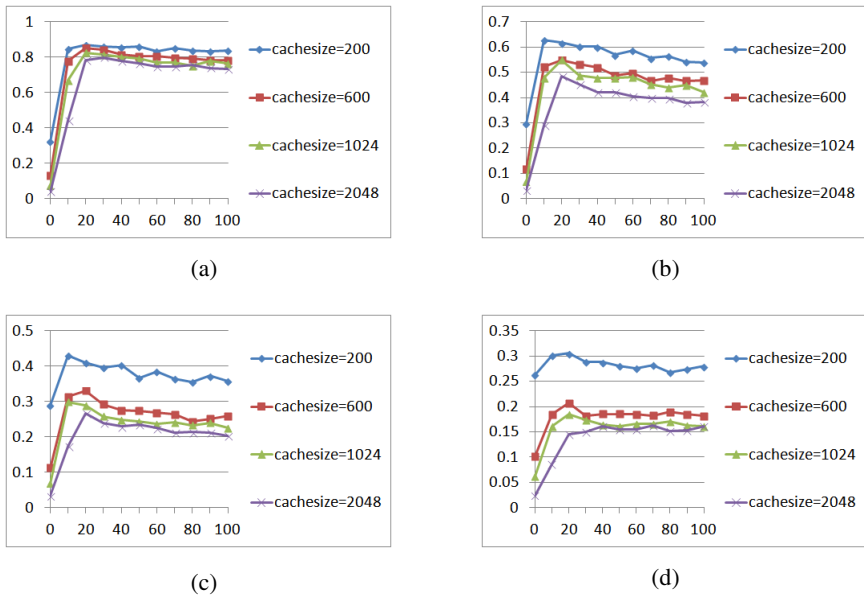 1
0.8
0.6
0.4
0.2
0
0 20 40 60 80 100
cachesize=200
cachesize=600
cachesize=1024
cachesize=2048
(a)
0.7
0.6
0.5
0.4
0.3
0.2
0.1
0
0 20 40 60 80 100
cachesize=200
cachesize=600
cachesize=1024
cachesize=2048
(b)
0.5
0.4
0.3
0.2
0.1
0
0 20 40 60 80 100
cachesize=200
cachesize=600
cachesize=1024
cachesize=2048
(c)
0.35
0.3
0.25
0.2
0.15
0.1
0.05
0
0 20 40 60 80 100
cachesize=200
cachesize=600
cachesize=1024
cachesize=2048
(d)